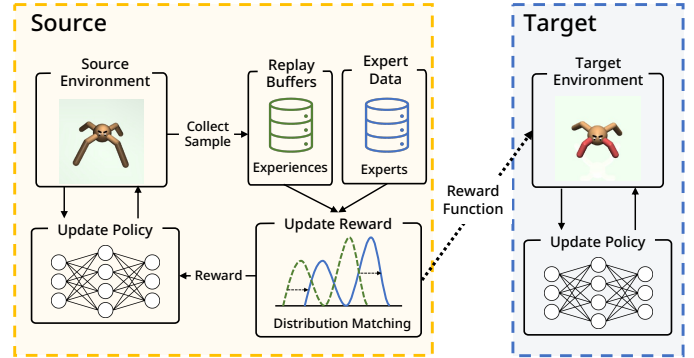 Source
Source
Environment
Collect
Sample
Replay
Buffers
Experiences
Expert
Data
Experts
Update Policy
Reward
Update Reward
Distribution Matching
Reward
Function
Target
Target
Environment
Update Policy